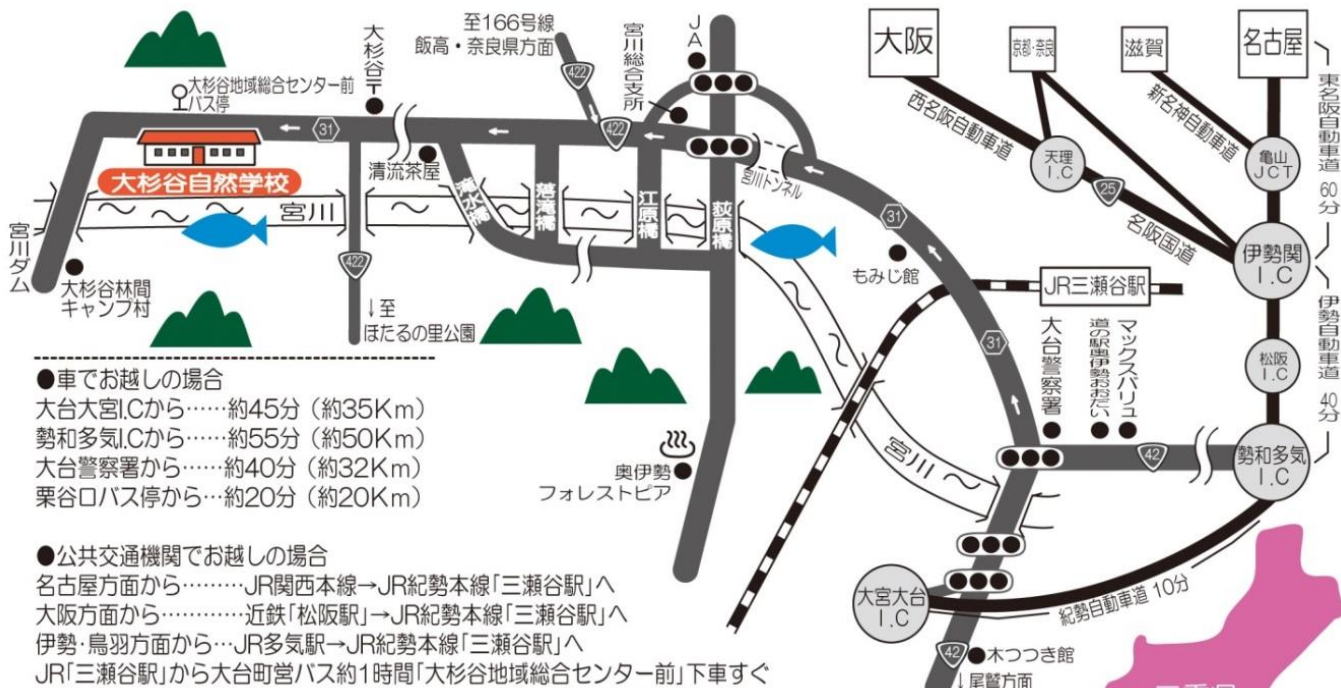 至166号線
飯高・奈良県方面
422
大杉谷〒
大杉谷地域総合センター前
バス停
31
422
宮川総合支所
JA
大杉谷自然学校
清流茶屋
滝水橋
落滝橋
江原橋
荻原橋
宮川トンネル
宮川
宮川ダム
大杉谷林間
キャンプ村
422
↓至
ほたるの里公園
31
もみじ館
JR三瀬谷駅
31
大台警察署
道の駅奥伊勢おおだい
マックスバリュ
42
宮川
奥伊勢
フォレストピア
大阪
京都・奈良
滋賀
名古屋
西名阪自動車道
新名神自動車道
東名阪自動車道 60分
天理
I.C
亀山
JCT
25
名阪国道
伊勢関
I.C
伊勢自動車道 40分
松阪
I.C
勢和多気
I.C
大宮大台
I.C
紀勢自動車道 10分
42
木つつき館
↓尾鷲方面
三重県
●車でお越しの場合
大台大宮I.Cから……約45分（約35Km）
勢和多気I.Cから……約55分（約50Km）
大台警察署から……約40分（約32Km）
栗谷口バス停から…約20分（約20Km）
●公共交通機関でお越しの場合
名古屋方面から………JR関西本線→JR紀勢本線「三瀬谷駅」へ
大阪方面から…………近鉄「松阪駅」→JR紀勢本線「三瀬谷駅」へ
伊勢・鳥羽方面から…JR多気駅→JR紀勢本線「三瀬谷駅」へ
JR「三瀬谷駅」から大台町営バス約1時間「大杉谷地域総合センター前」下車すぐ